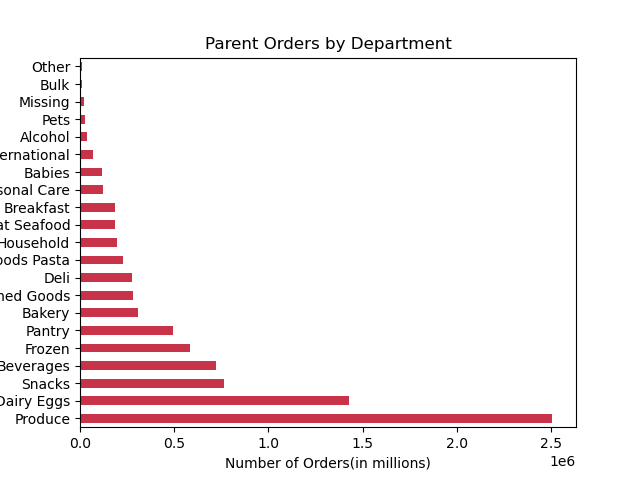 Parent Orders by Department
Other
Bulk
Missing
Pets
Alcohol
ernational
Babies
sonal Care
Breakfast
at Seafood
Household
oods Pasta
Deli
ned Goods
Bakery
Pantry
Frozen
Beverages
Snacks
Dairy Eggs
Produce
0.0 0.5 1.0 1.5 2.0 2.5
1e6
Number of Orders(in millions)